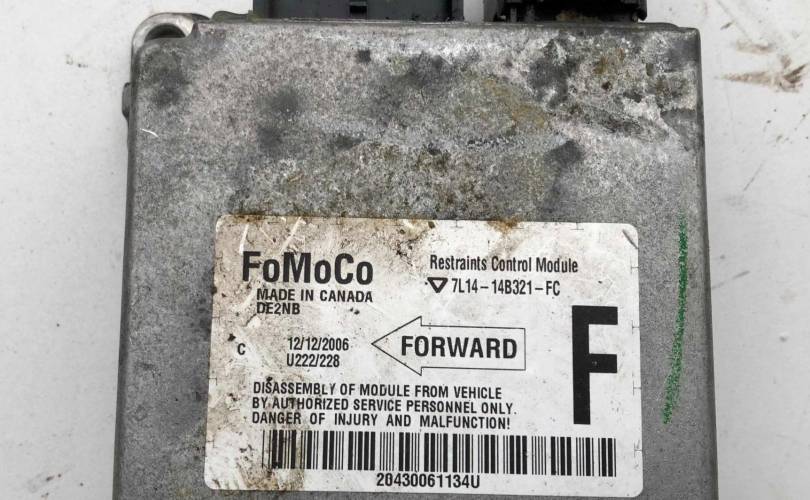 FoMoCo
MADE IN CANADA
DE2NB
Restraints Control Module
7L14-14B321-FC
C
12/12/2006
U222/228
FORWARD
F
DISASSEMBLY OF MODULE FROM VEHICLE
BY AUTHORIZED SERVICE PERSONNEL ONLY.
DANGER OF INJURY AND MALFUNCTION!
20430061134U